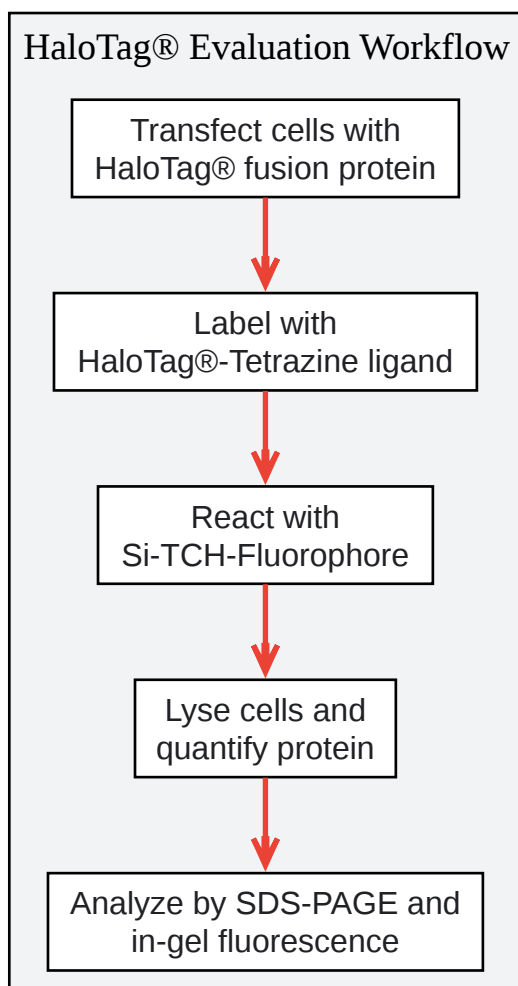 HaloTag® Evaluation Workflow
Transfect cells with
HaloTag® fusion protein
Label with
HaloTag®-Tetrazine ligand
React with
Si-TCH-Fluorophore
Lyse cells and
quantify protein
Analyze by SDS-PAGE and
in-gel fluorescence